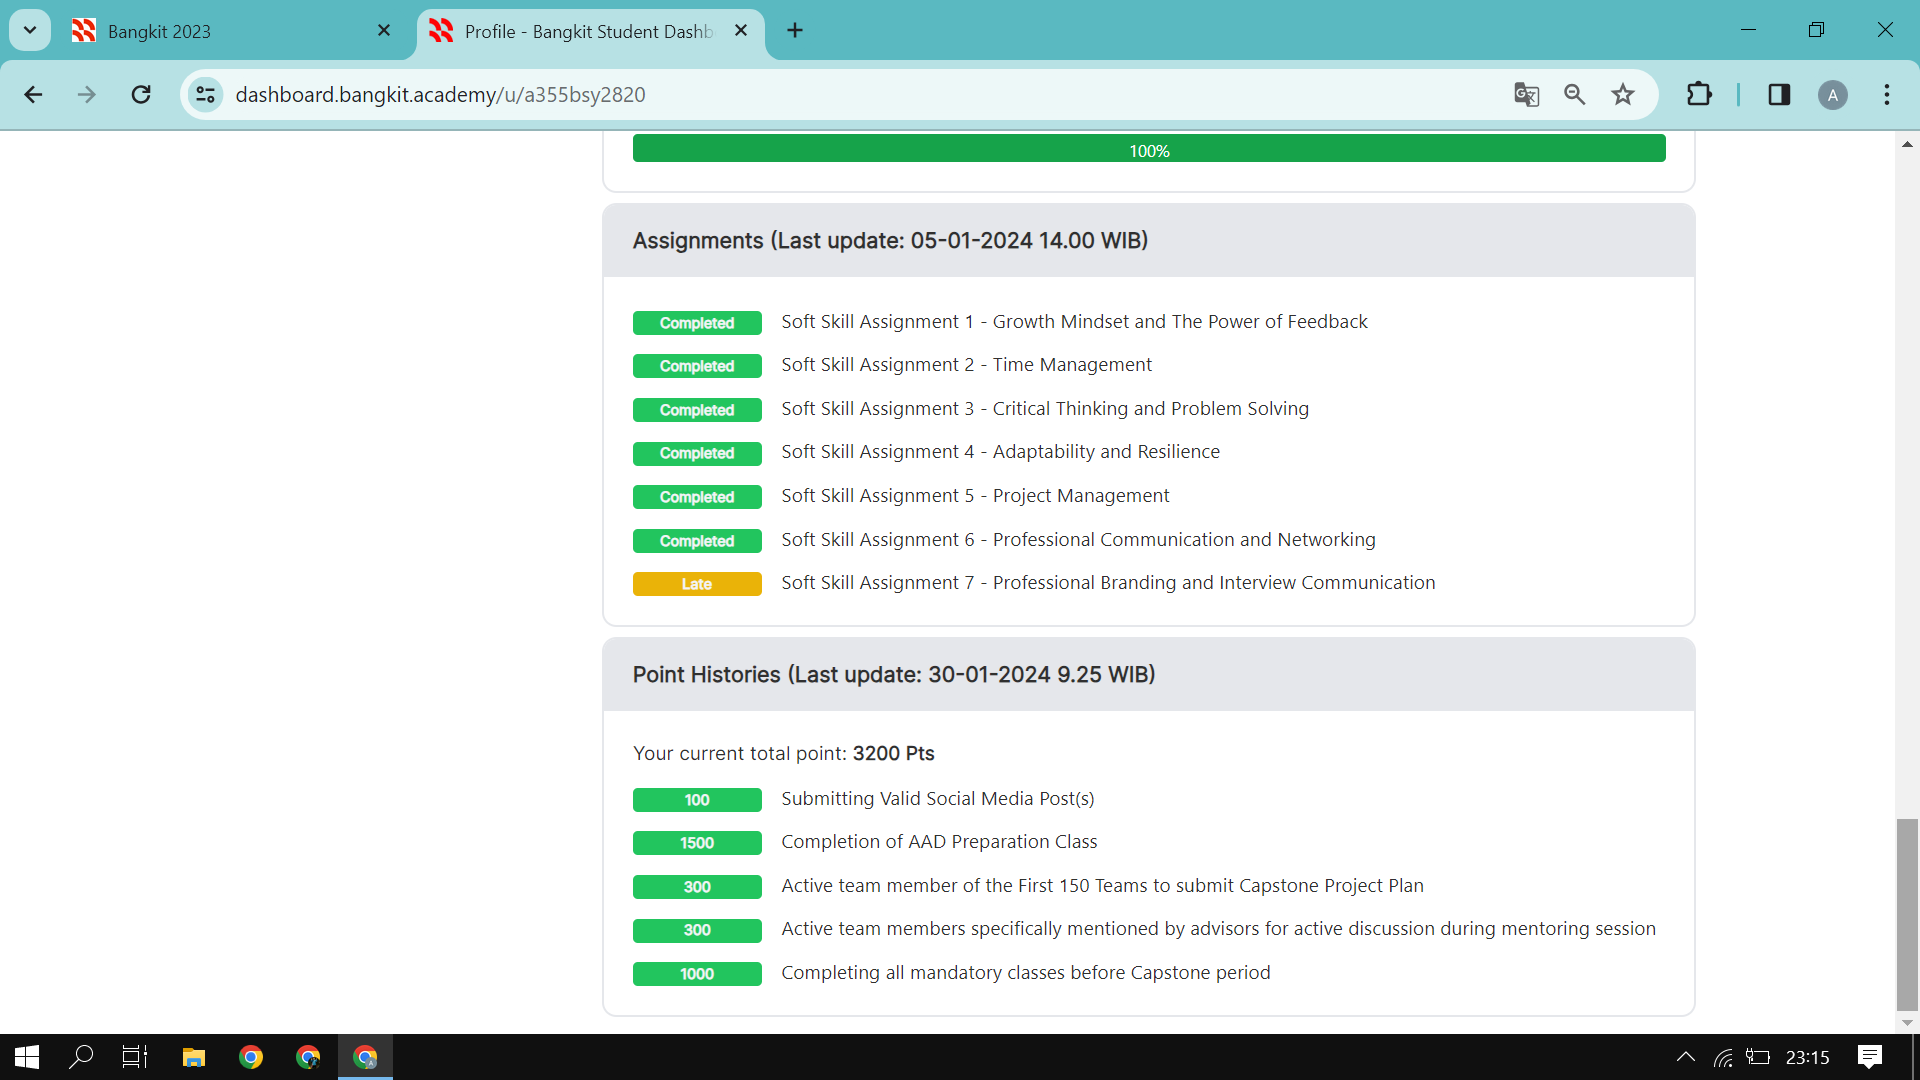 Bangkit 2023
Profile - Bangkit Student Dashb
dashboard.bangkit.academy/u/a355bsy2820
A
100%
Assignments (Last update: 05-01-2024 14.00 WIB)
Completed Soft Skill Assignment 1 - Growth Mindset and The Power of Feedback
Completed Soft Skill Assignment 2 - Time Management
Completed Soft Skill Assignment 3 - Critical Thinking and Problem Solving
Completed Soft Skill Assignment 4 - Adaptability and Resilience
Completed Soft Skill Assignment 5 - Project Management
Completed Soft Skill Assignment 6 - Professional Communication and Networking
Late Soft Skill Assignment 7 - Professional Branding and Interview Communication
Point Histories (Last update: 30-01-2024 9.25 WIB)
Your current total point: 3200 Pts
100 Submitting Valid Social Media Post(s)
1500 Completion of AAD Preparation Class
300 Active team member of the First 150 Teams to submit Capstone Project Plan
300 Active team members specifically mentioned by advisors for active discussion during mentoring session
1000 Completing all mandatory classes before Capstone period
23:15